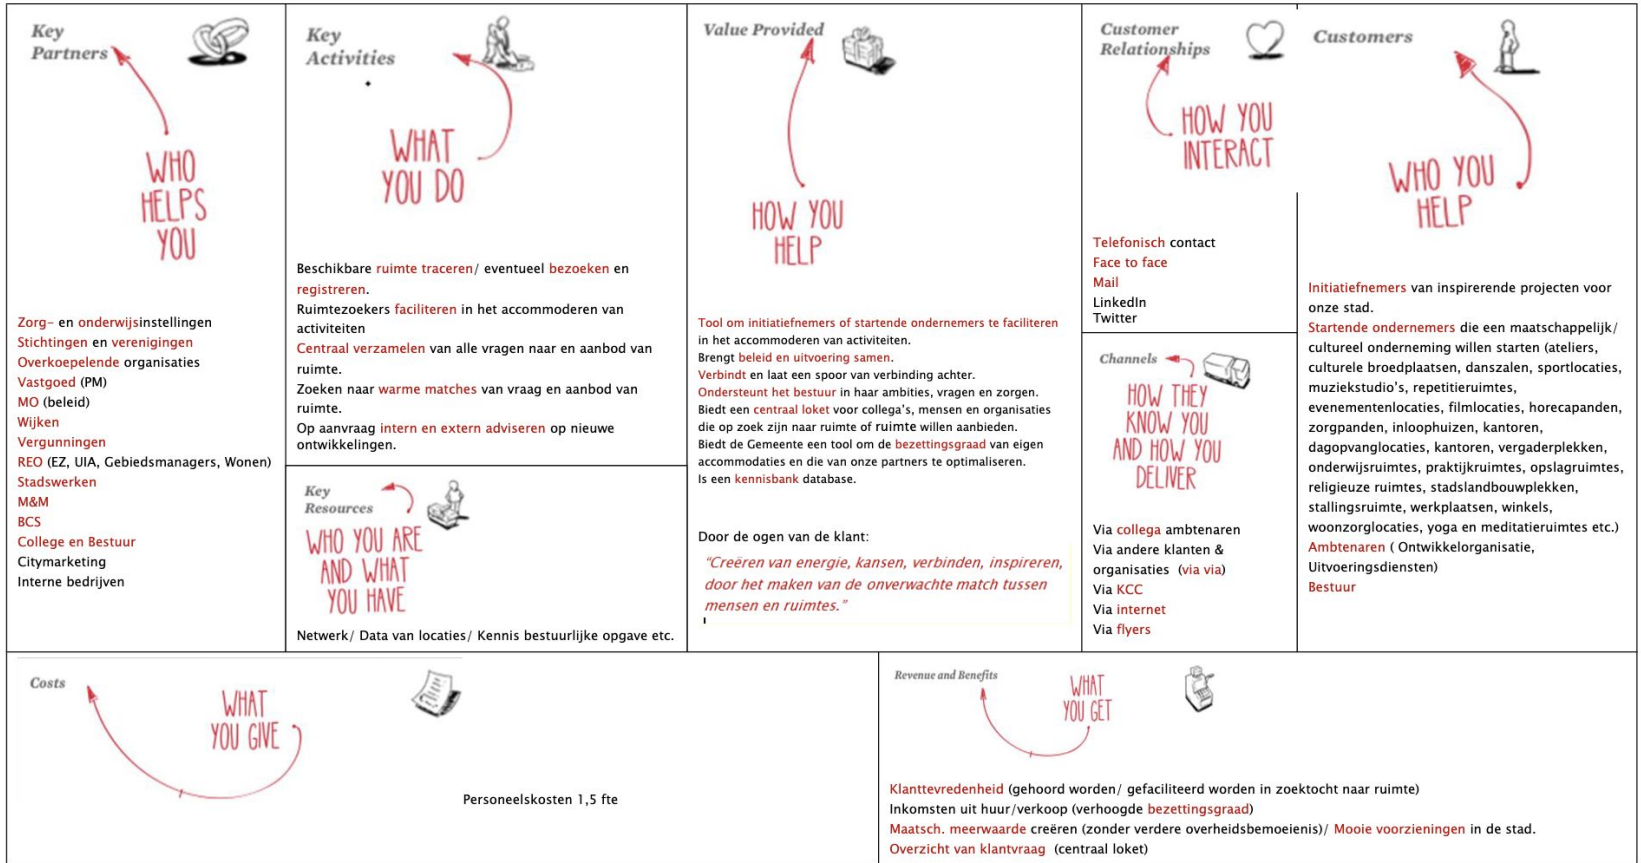 Key
Partners
WHO
HELPS
YOU
Zorg- en onderwijsinstellingen
Stichtingen en verenigingen
Overkoepelende organisaties
Vastgoed (PM)
MO (beleid)
Wijken
Vergunningen
REO (EZ, UIA, Gebiedsmanagers, Wonen)
Stadswerken
M&M
BCS
College en Bestuur
Citymarketing
Interne bedrijven
Key
Activities
WHAT
YOU DO
Beschikbare ruimte traceren/ eventueel bezoeken en
registreren.
Ruimtezoekers faciliteren in het accommoderen van
activiteiten
Centraal verzamelen van alle vragen naar en aanbod van
ruimte.
Zoeken naar warme matches van vraag en aanbod van
ruimte.
Op aanvraag intern en extern adviseren op nieuwe
ontwikkelingen.
Key
Resources
WHO YOU ARE
AND WHAT
YOU HAVE
Netwerk/ Data van locaties/ Kennis bestuurlijke opgave etc.
Value Provided
HOW YOU
HELP
Tool om initiatiefnemers of startende ondernemers te faciliteren
in het accommoderen van activiteiten.
Brengt beleid en uitvoering samen.
Verbindt en laat een spoor van verbinding achter.
Ondersteunt het bestuur in haar ambities, vragen en zorgen.
Biedt een centraal loket voor collega's, mensen en organisaties
die op zoek zijn naar ruimte of ruimte willen aanbieden.
Biedt de Gemeente een tool om de bezettingsgraad van eigen
accommodaties en die van onze partners te optimaliseren.
Is een kennisbank database.
Door de ogen van de klant:
"Creëren van energie, kansen, verbinden, inspireren,
door het maken van de onverwachte match tussen
mensen en ruimtes."
Customer
Relationships
HOW YOU
INTERACT
Telefonisch contact
Face to face
Mail
LinkedIn
Twitter
Channels
HOW THEY
KNOW YOU
AND HOW YOU
DELIVER
Via collega ambtenaren
Via andere klanten &
organisaties (via via)
Via KCC
Via internet
Via flyers
Customers
WHO YOU
HELP
Initiatiefnemers van inspirerende projecten voor
onze stad.
Startende ondernemers die een maatschappelijk/
cultureel onderneming willen starten (ateliers,
culturele broedplaatsen, danszalen, sportlocaties,
muziekstudio's, repetitieruimtes,
evenementenlocaties, filmlocaties, horecapanden,
zorgpanden, inloophuizen, kantoren,
dagopvanglocaties, kantoren, vergaderplekken,
onderwijsruimtes, praktijkruimtes, opslagruimtes,
religieuze ruimtes, stadslandbouwplekken,
stallingsruimte, werkplaatsen, winkels,
woonzorglocaties, yoga en meditatieruimtes etc.)
Ambtenaren ( Ontwikkelorganisatie,
Uitvoeringsdiensten)
Bestuur
Costs
WHAT
YOU GIVE
Personeelskosten 1,5 fte
Revenue and Benefits
WHAT
YOU GET
Klanttevredenheid (gehoord worden/ gefaciliteerd worden in zoektocht naar ruimte)
Inkomsten uit huur/verkoop (verhoogde bezettingsgraad)
Maatsch. meerwaarde creëren (zonder verdere overheidsbemoeienis)/ Mooie voorzieningen in de stad.
Overzicht van klantvraag (centraal loket)